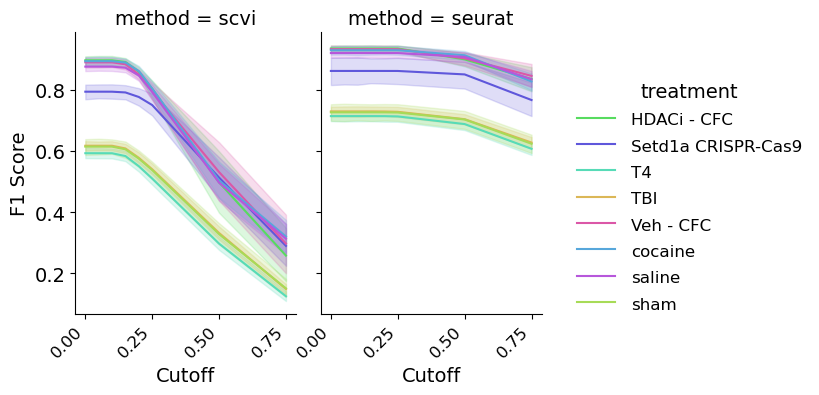 method = scvi
method = seurat
F1 Score
0.8
0.6
0.4
0.2
0.00
0.25
0.50
0.75
Cutoff
0.00
0.25
0.50
0.75
Cutoff
treatment
HDACi - CFC
Setd1a CRISPR-Cas9
T4
TBI
Veh - CFC
cocaine
saline
sham